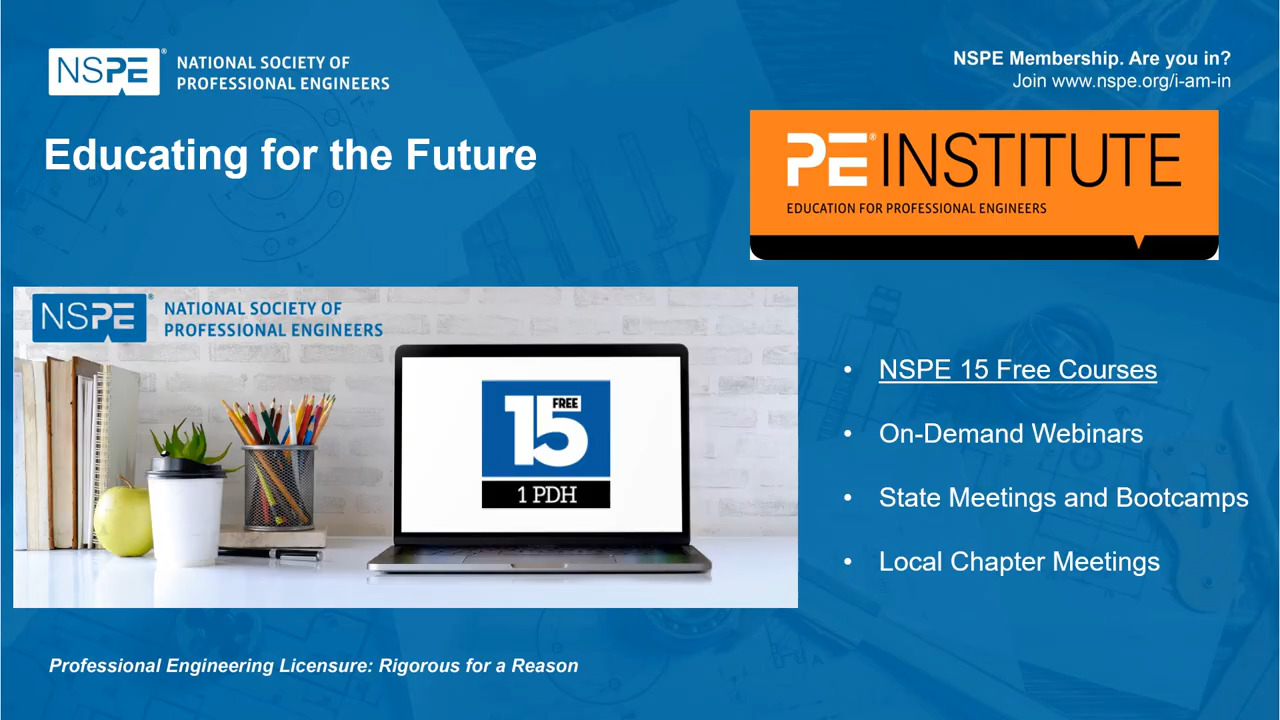 NSPE®
NATIONAL SOCIETY OF
PROFESSIONAL ENGINEERS
NSPE Membership. Are you in?
Join www.nspe.org/i-am-in
Educating for the Future
PE® INSTITUTE
EDUCATION FOR PROFESSIONAL ENGINEERS
NSPE®
NATIONAL SOCIETY OF
PROFESSIONAL ENGINEERS
15 FREE
1 PDH
• NSPE 15 Free Courses
• On-Demand Webinars
• State Meetings and Bootcamps
• Local Chapter Meetings
Professional Engineering Licensure: Rigorous for a Reason